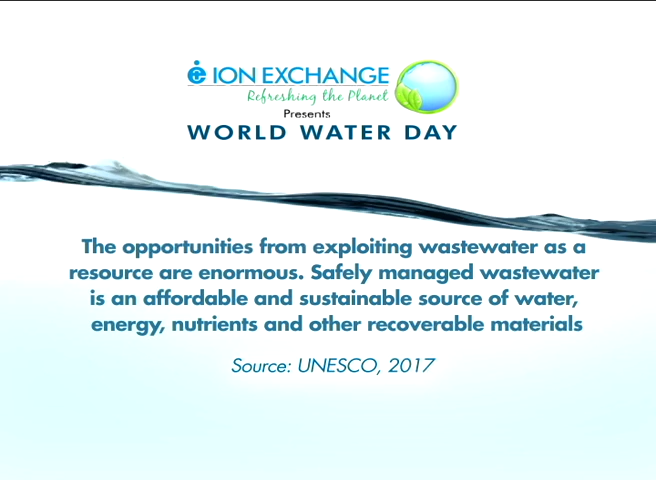 ION EXCHANGE
Refreshing the Planet
Presents
WORLD WATER DAY
The opportunities from exploiting wastewater as a
resource are enormous. Safely managed wastewater
is an affordable and sustainable source of water,
energy, nutrients and other recoverable materials
Source: UNESCO, 2017